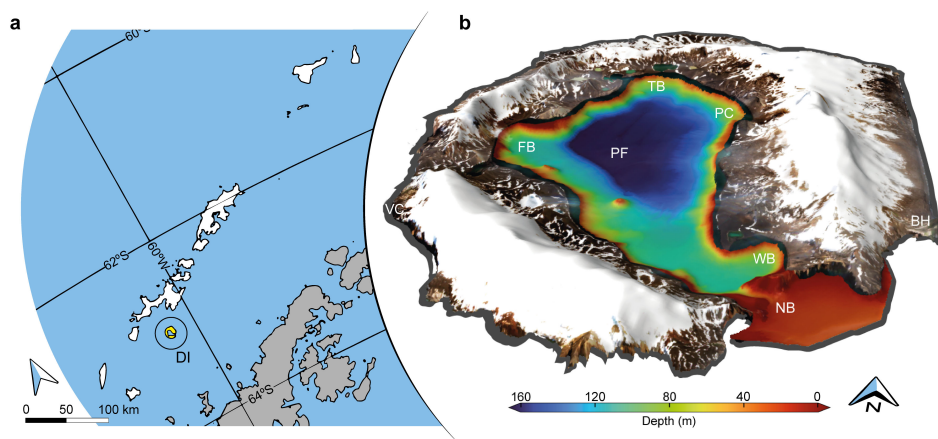 a
60°S
62°S
60°W
DI
64°S
0 50 100 km
b
TB
PC
FB
PF
VC
BH
WB
NB
160 120 80 40 0
Depth (m)
N